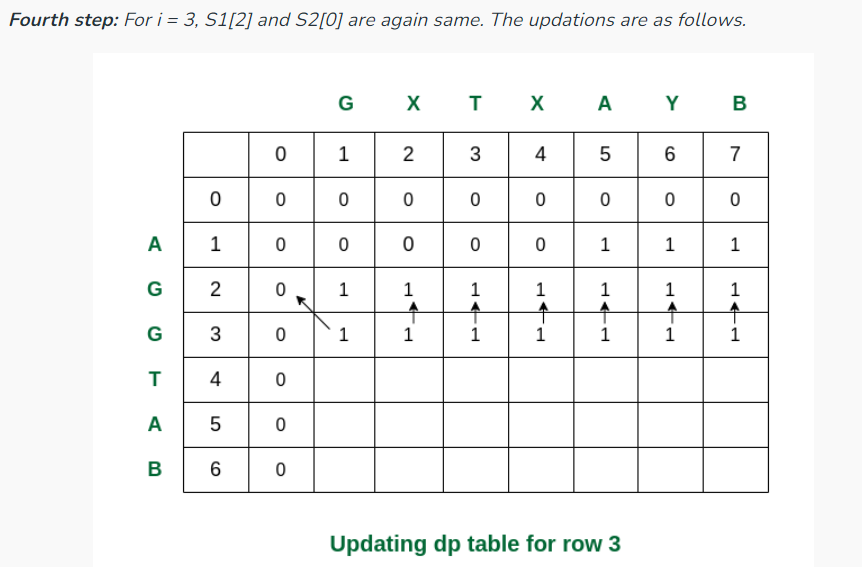 Fourth step: For i = 3, S1[2] and S2[0] are again same. The updations are as follows.
G X T X A Y B
0 1 2 3 4 5 6 7
0 0 0 0 0 0 0 0 0
A 1 0 0 0 0 0 1 1 1
G 2 0 1 1 1 1 1 1 1
G 3 0 1 1 1 1 1 1 1
T 4 0
A 5 0
B 6 0
Updating dp table for row 3